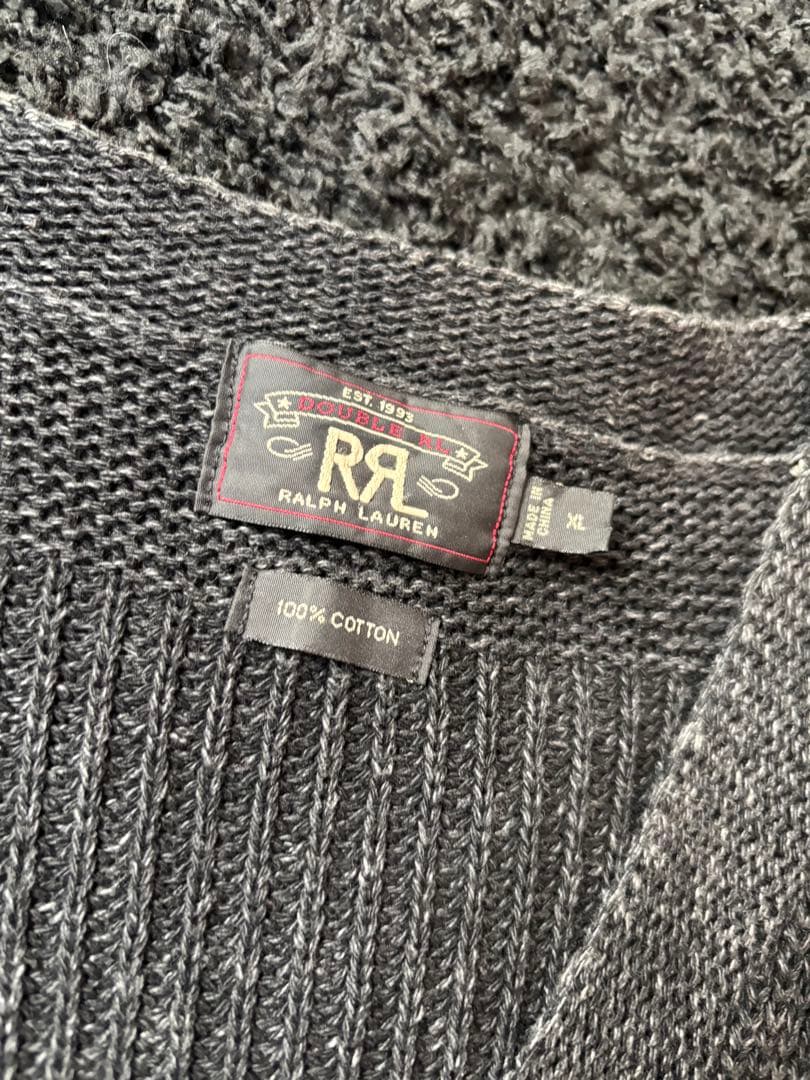 EST. 1993
DOUBLE RL
RRL
RALPH LAUREN
MADE IN
CHINA
XL
100% COTTON